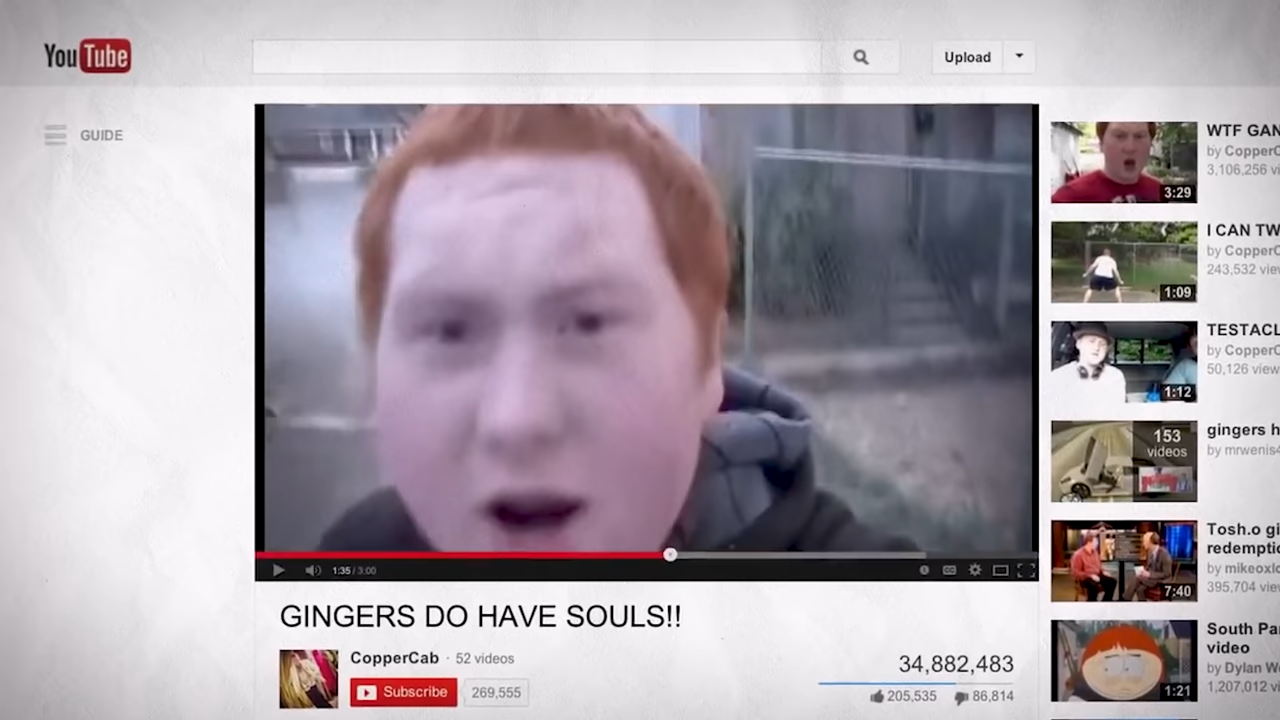 YouTube
Upload
GUIDE
1:35 / 3:00
GINGERS DO HAVE SOULS!!
CopperCab · 52 videos
Subscribe 269,555
34,882,483
205,535 86,814
WTF GAN
by CopperC
3,106,256 vi
3:29
I CAN TW
by CopperC
243,532 view
1:09
TESTACL
by CopperC
50,126 view
1:12
153
videos
gingers h
by mrwenis4
Tosh.o gi
redemptio
by mikeoxlo
395,704 view
7:40
South Par
video
by Dylan We
1,207,012 vi
1:21